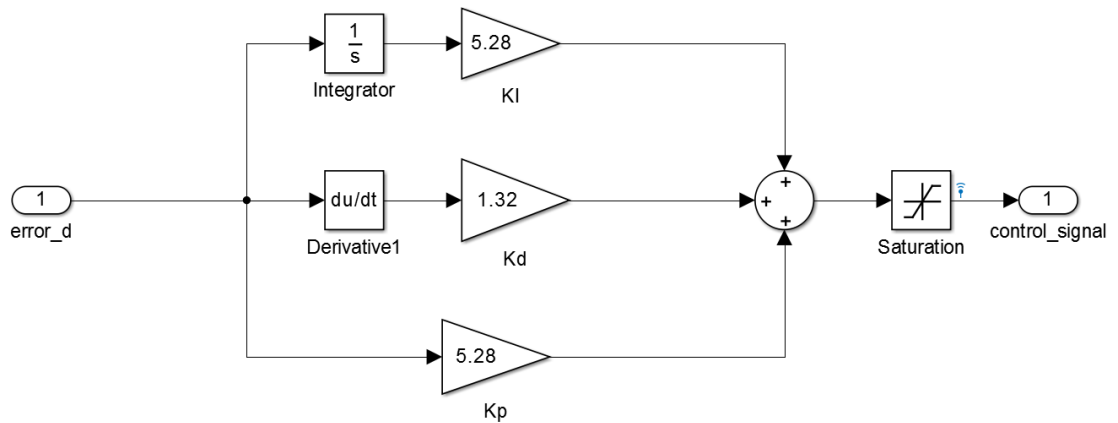 1
s
Integrator
5.28
KI
1
error_d
du/dt
Derivative1
1.32
Kd
+
+
+
Saturation
1
control_signal
5.28
Kp